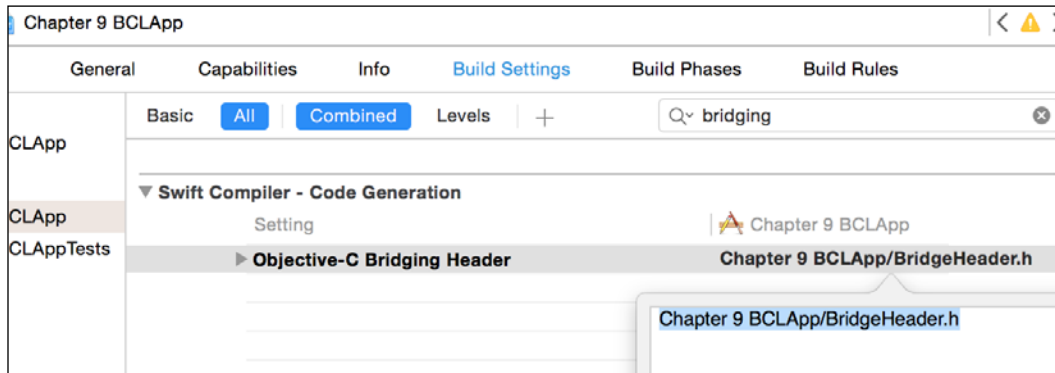 Chapter 9 BCLApp
General Capabilities Info Build Settings Build Phases Build Rules
Basic All Combined Levels bridging
CLApp
Swift Compiler - Code Generation
CLApp
Setting Chapter 9 BCLApp
CLAppTests
Objective-C Bridging Header Chapter 9 BCLApp/BridgeHeader.h
Chapter 9 BCLApp/BridgeHeader.h